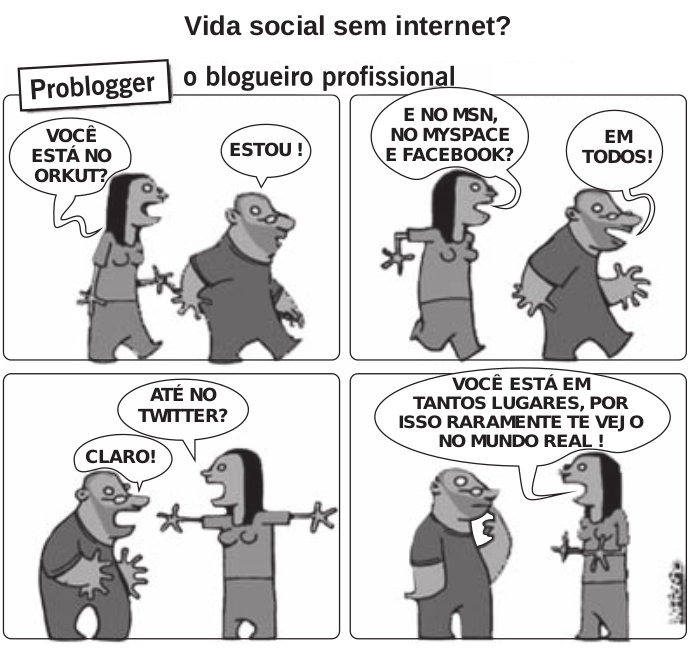 Vida social sem internet?
Problogger o blogueiro profissional
VOCÊ
ESTÁ NO
ORKUT?
ESTOU !
E NO MSN,
NO MYSPACE
E FACEBOOK?
EM
TODOS!
ATÉ NO
TWITTER?
CLARO!
VOCÊ ESTÁ EM
TANTOS LUGARES, POR
ISSO RARAMENTE TE VEJO
NO MUNDO REAL !